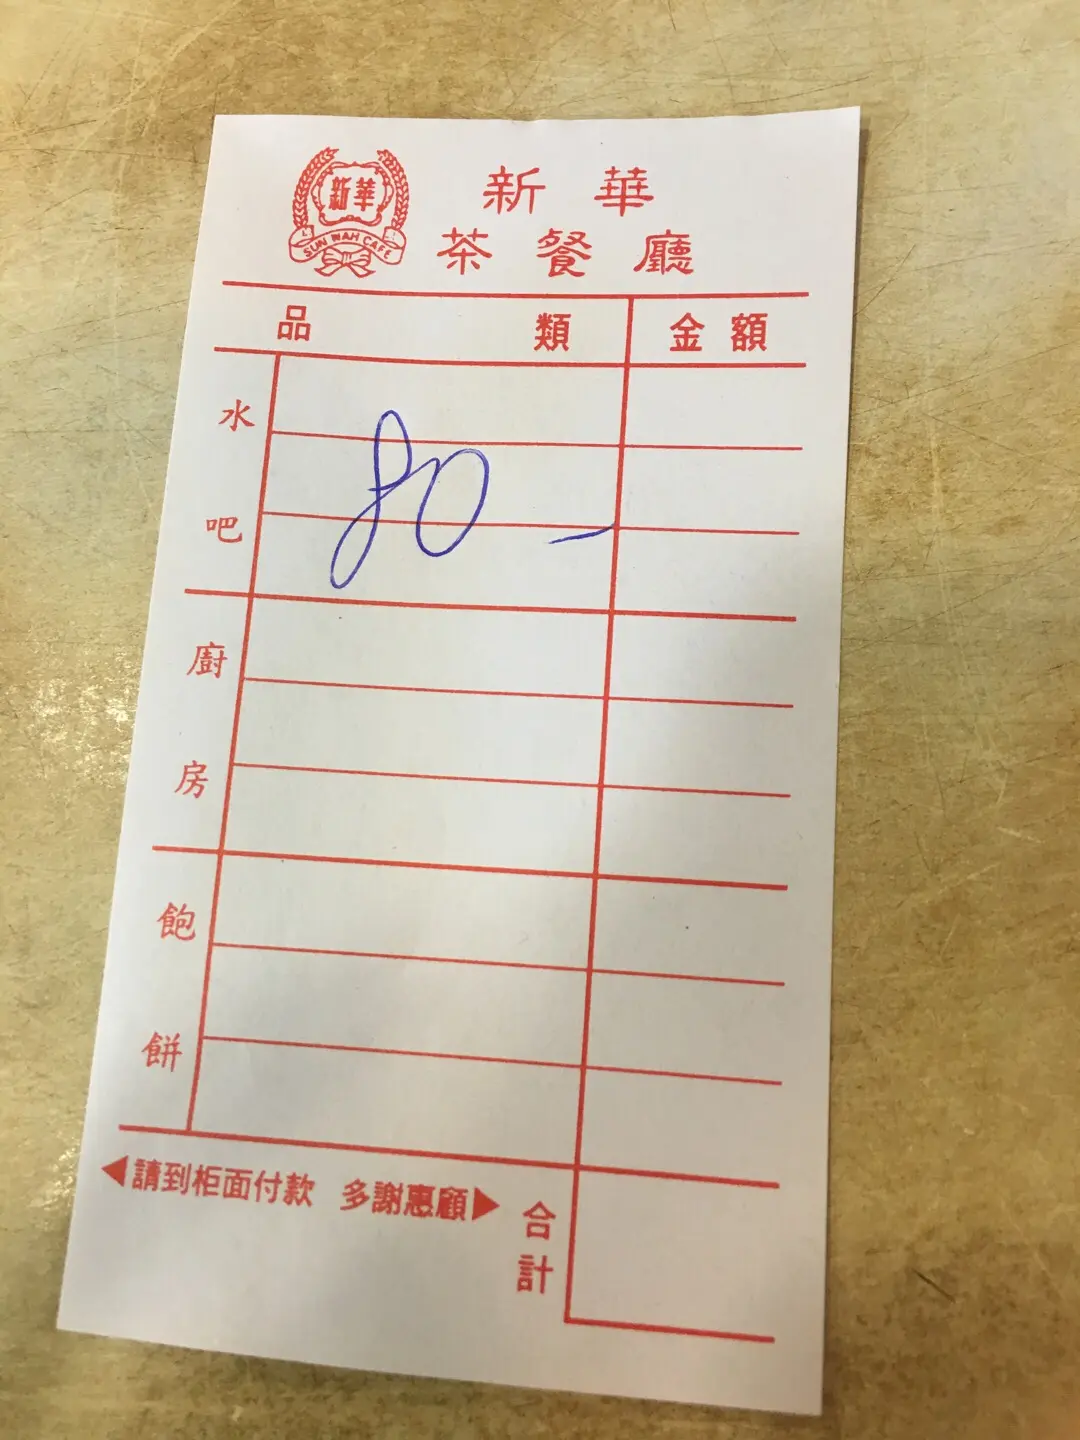 新華
SUN WAH CAFE
新華
茶餐廳
品類 金額
水吧
80 -
廚房
飽餅
◀請到柜面付款 多謝惠顧▶
合計